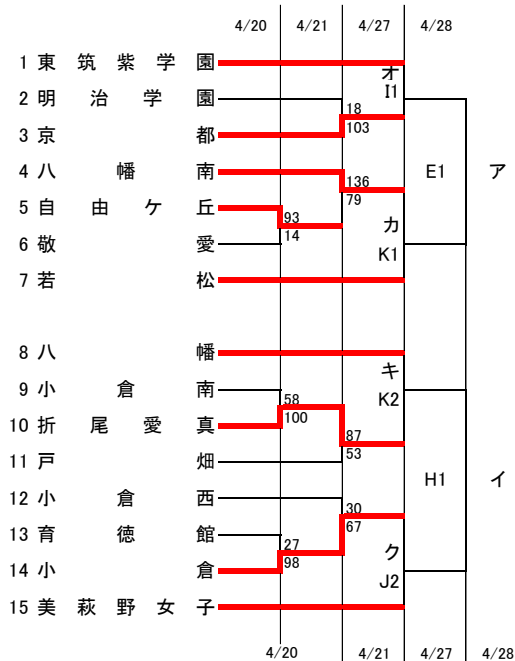 4/20 4/21 4/27 4/28
1 東筑紫学園
オ
I1
2 明治学園
18
3 京都
103
4 八幡南
E1 ア
136
5 自由ケ丘
79
93
カ
14
6 敬愛
K1
7 若松
8 八幡
キ
9 小倉南
K2
58
10 折尾愛真
100
87
11 戸畑
53
H1 イ
12 小倉西
30
13 育徳館
67
27
ク
14 小倉
98
J2
15 美萩野女子
4/20 4/21 4/27 4/28